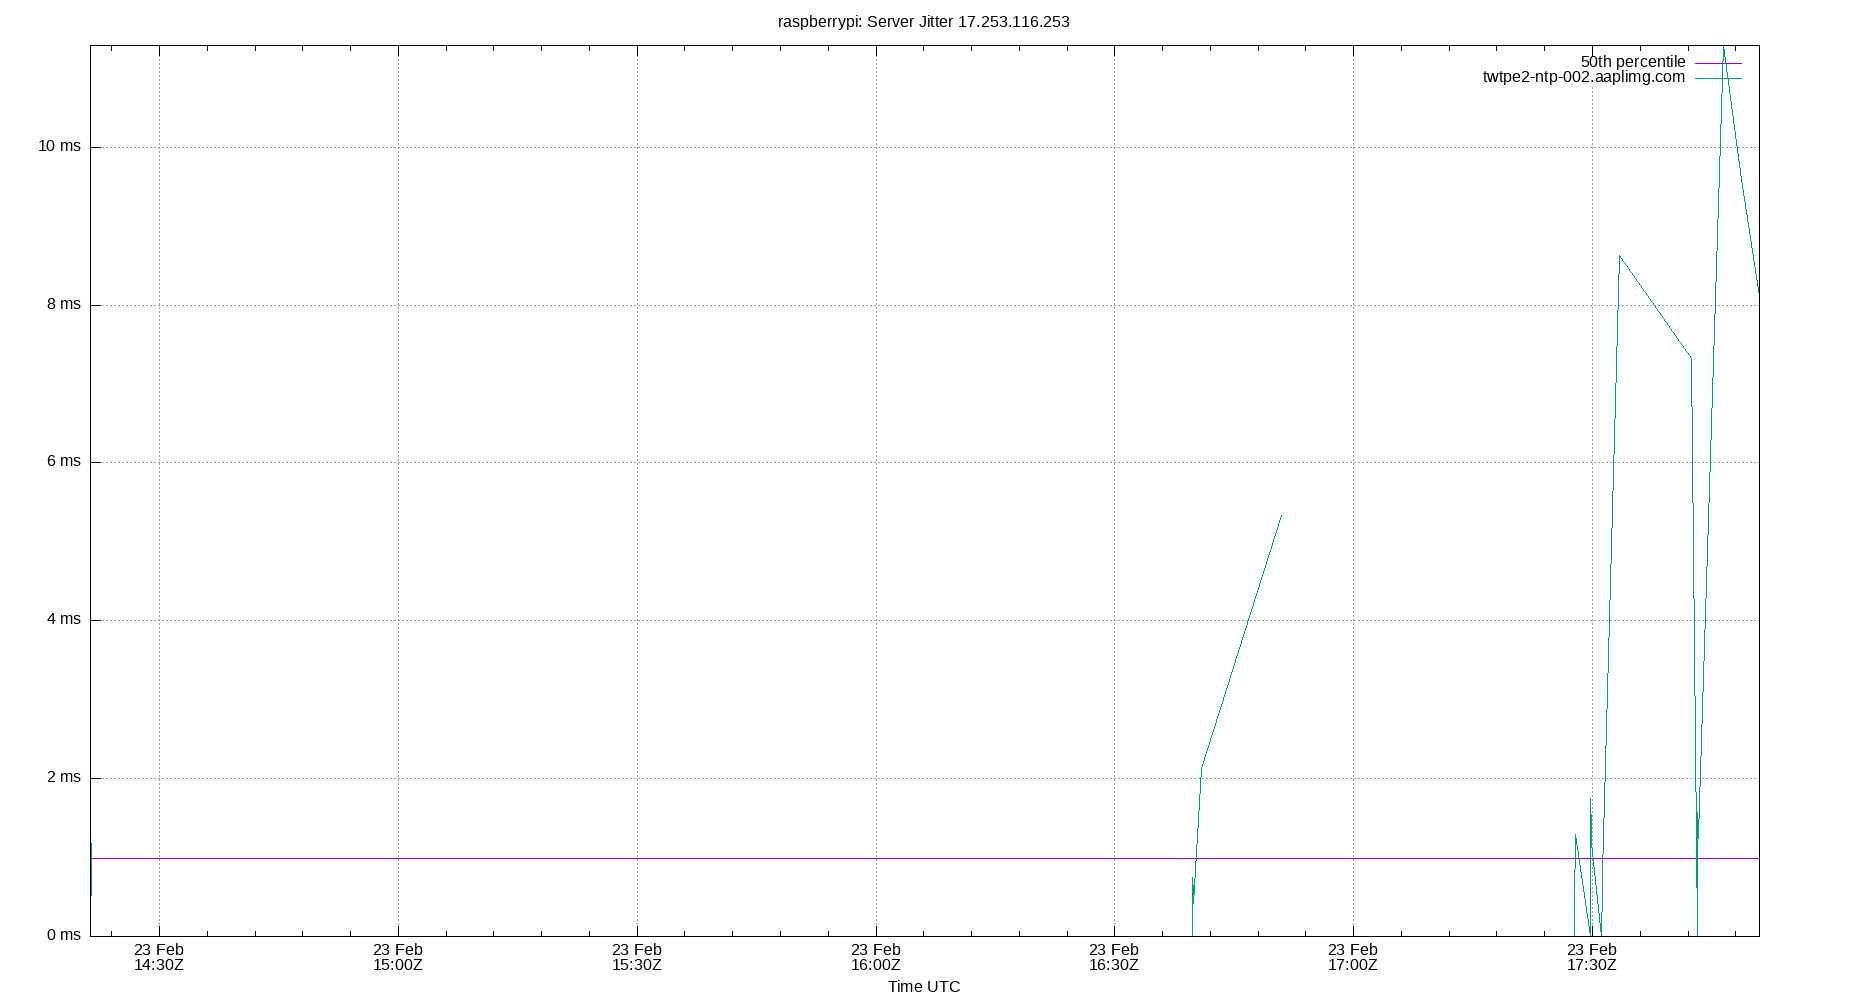 raspberrypi: Server Jitter 17.253.116.253
50th percentile
twtpe2-ntp-002.aaplimg.com
10 ms
8 ms
6 ms
4 ms
2 ms
0 ms
23 Feb 23 Feb 23 Feb 23 Feb 23 Feb 23 Feb 23 Feb
14:30Z 15:00Z 15:30Z 16:00Z 16:30Z 17:00Z 17:30Z
Time UTC